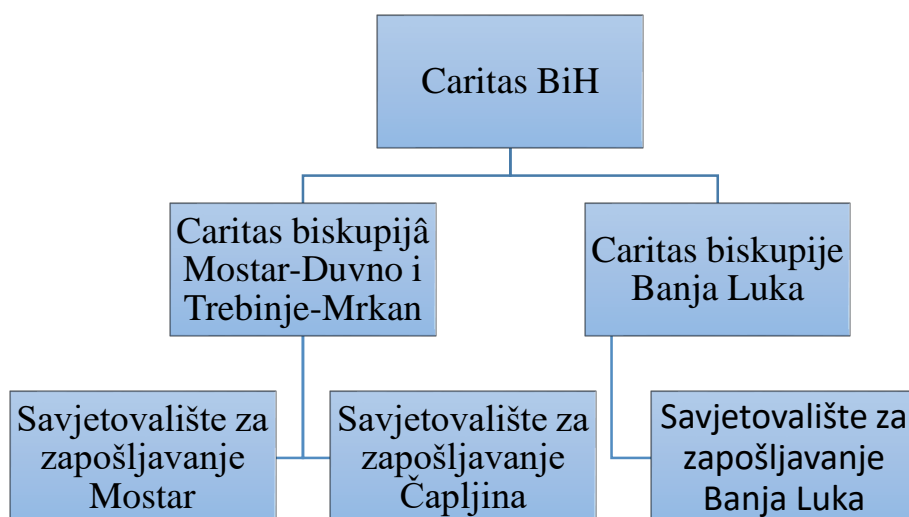 Caritas BiH
Caritas biskupijâ
Mostar-Duvno i
Trebinje-Mrkan
Caritas biskupije
Banja Luka
Savjetovalište za
zapošljavanje
Mostar
Savjetovalište za
zapošljavanje
Čapljina
Savjetovalište za
zapošljavanje
Banja Luka